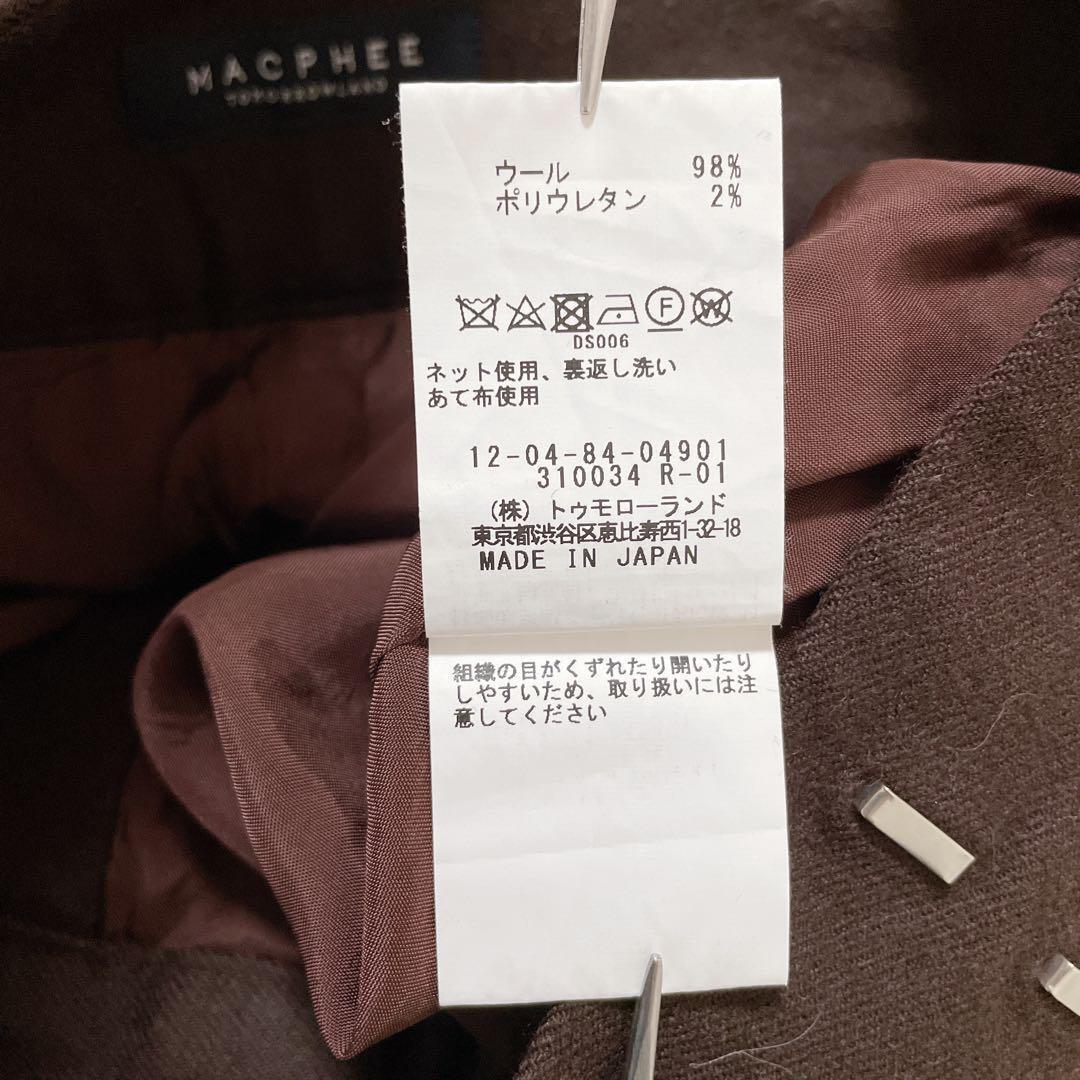 MACPHEE
TOMORROWLAND
ウール 98%
ポリウレタン 2%
F W
DS006
ネット使用、裏返し洗い
あて布使用
12-04-84-04901
310034 R-01
(株) トゥモローランド
東京都渋谷区恵比寿西1-32-18
MADE IN JAPAN
組織の目がくずれたり開いたり
しやすいため、取り扱いには注
意してください